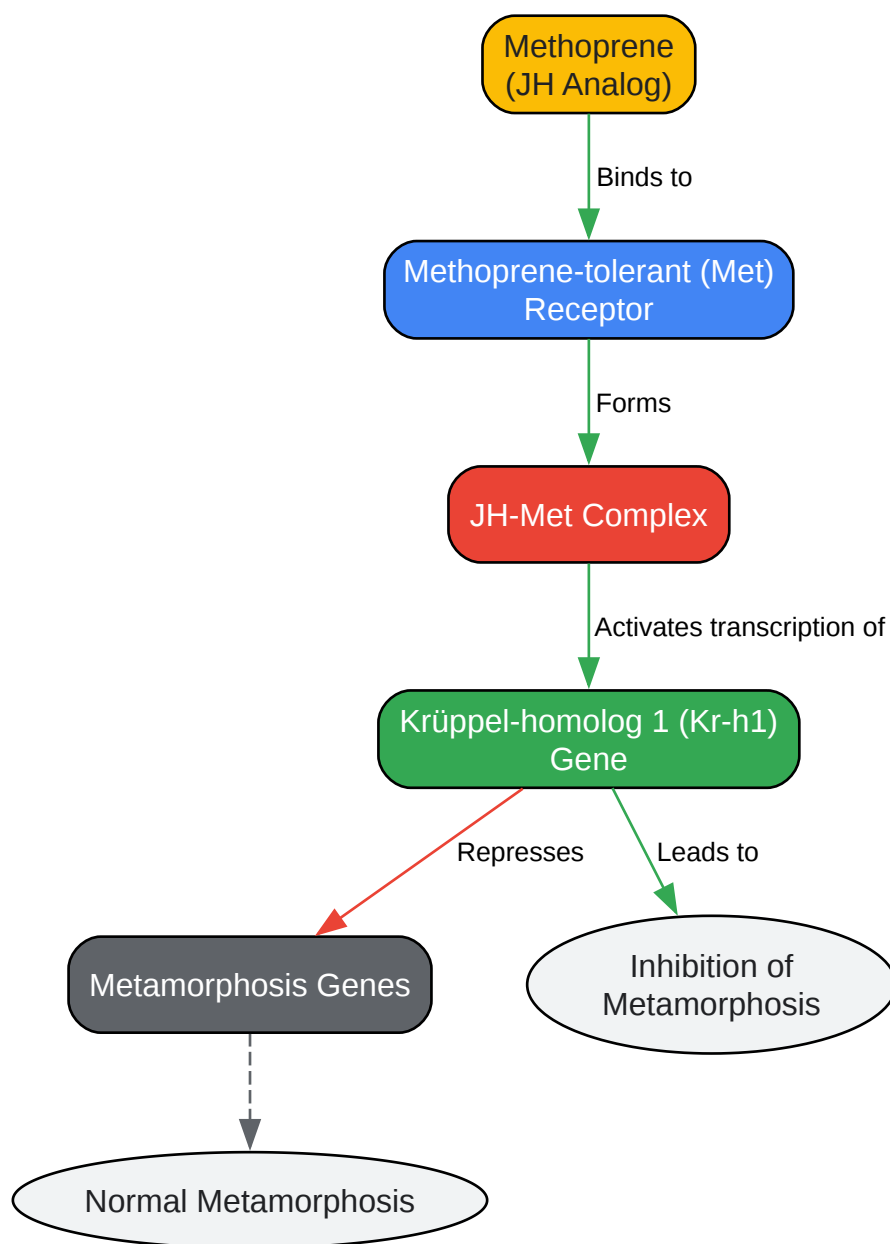 Methoprene
(JH Analog)
Binds to
Methoprene-tolerant (Met)
Receptor
Forms
JH-Met Complex
Activates transcription of
Krüppel-homolog 1 (Kr-h1)
Gene
Represses
Leads to
Metamorphosis Genes
Inhibition of
Metamorphosis
Normal Metamorphosis